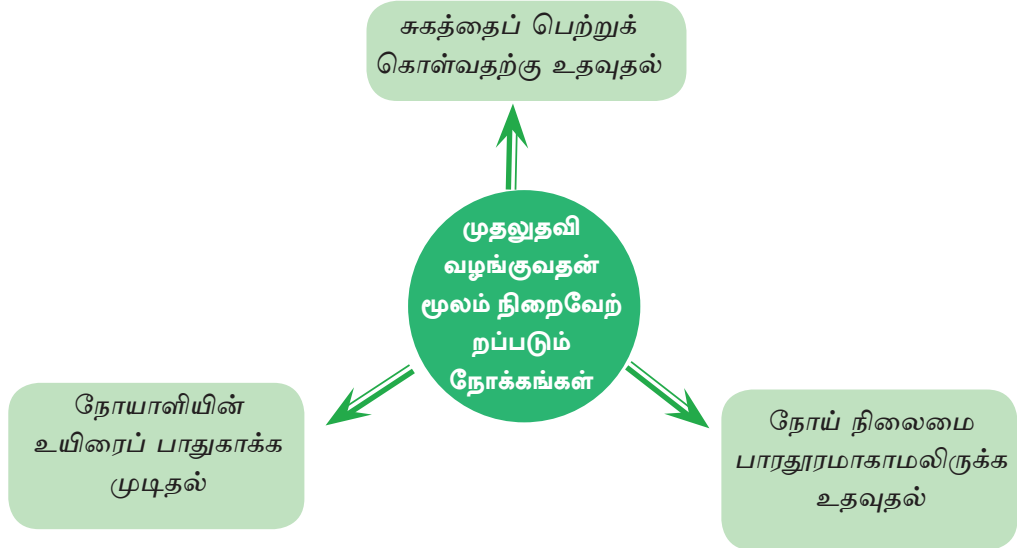 சுகத்தைப் பெற்றுக்
கொள்வதற்கு உதவுதல்
முதலுதவி
வழங்குவதன்
மூலம் நிறைவேற்
றப்படும்
நோக்கங்கள்
நோயாளியின்
உயிரைப் பாதுகாக்க
முடிதல்
நோய் நிலைமை
பாரதூரமாகாமலிருக்க
உதவுதல்